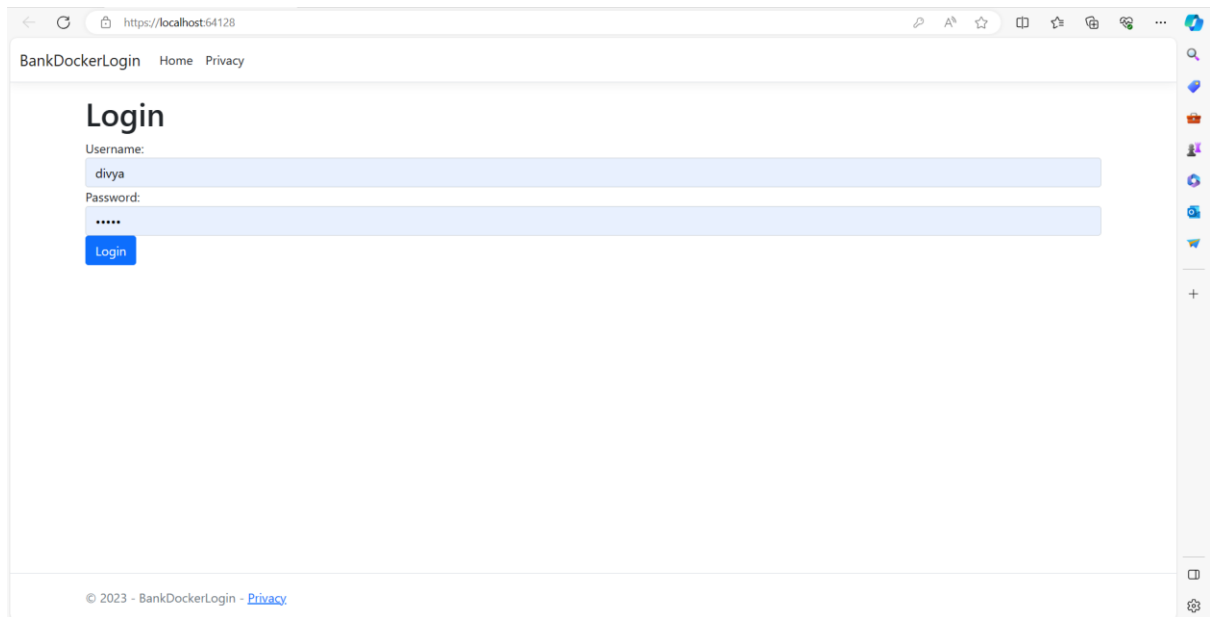 https://localhost:64128
BankDockerLogin Home Privacy
Login
Username:
divya
Password:
•••••
Login
© 2023 - BankDockerLogin - Privacy